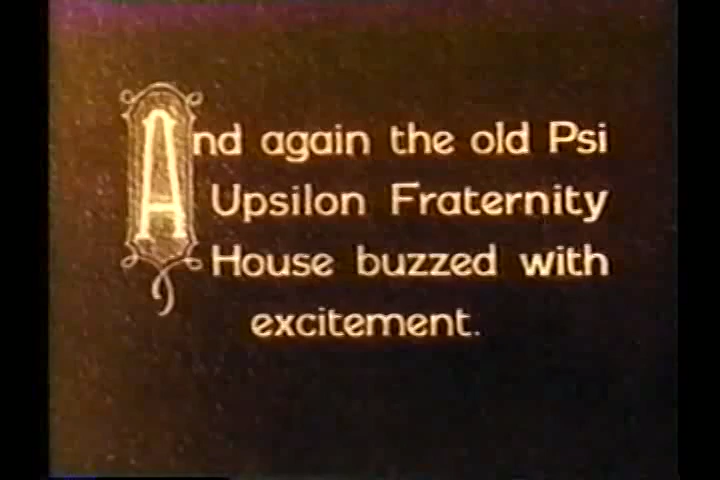 And again the old Psi
Upsilon Fraternity
House buzzed with
excitement.